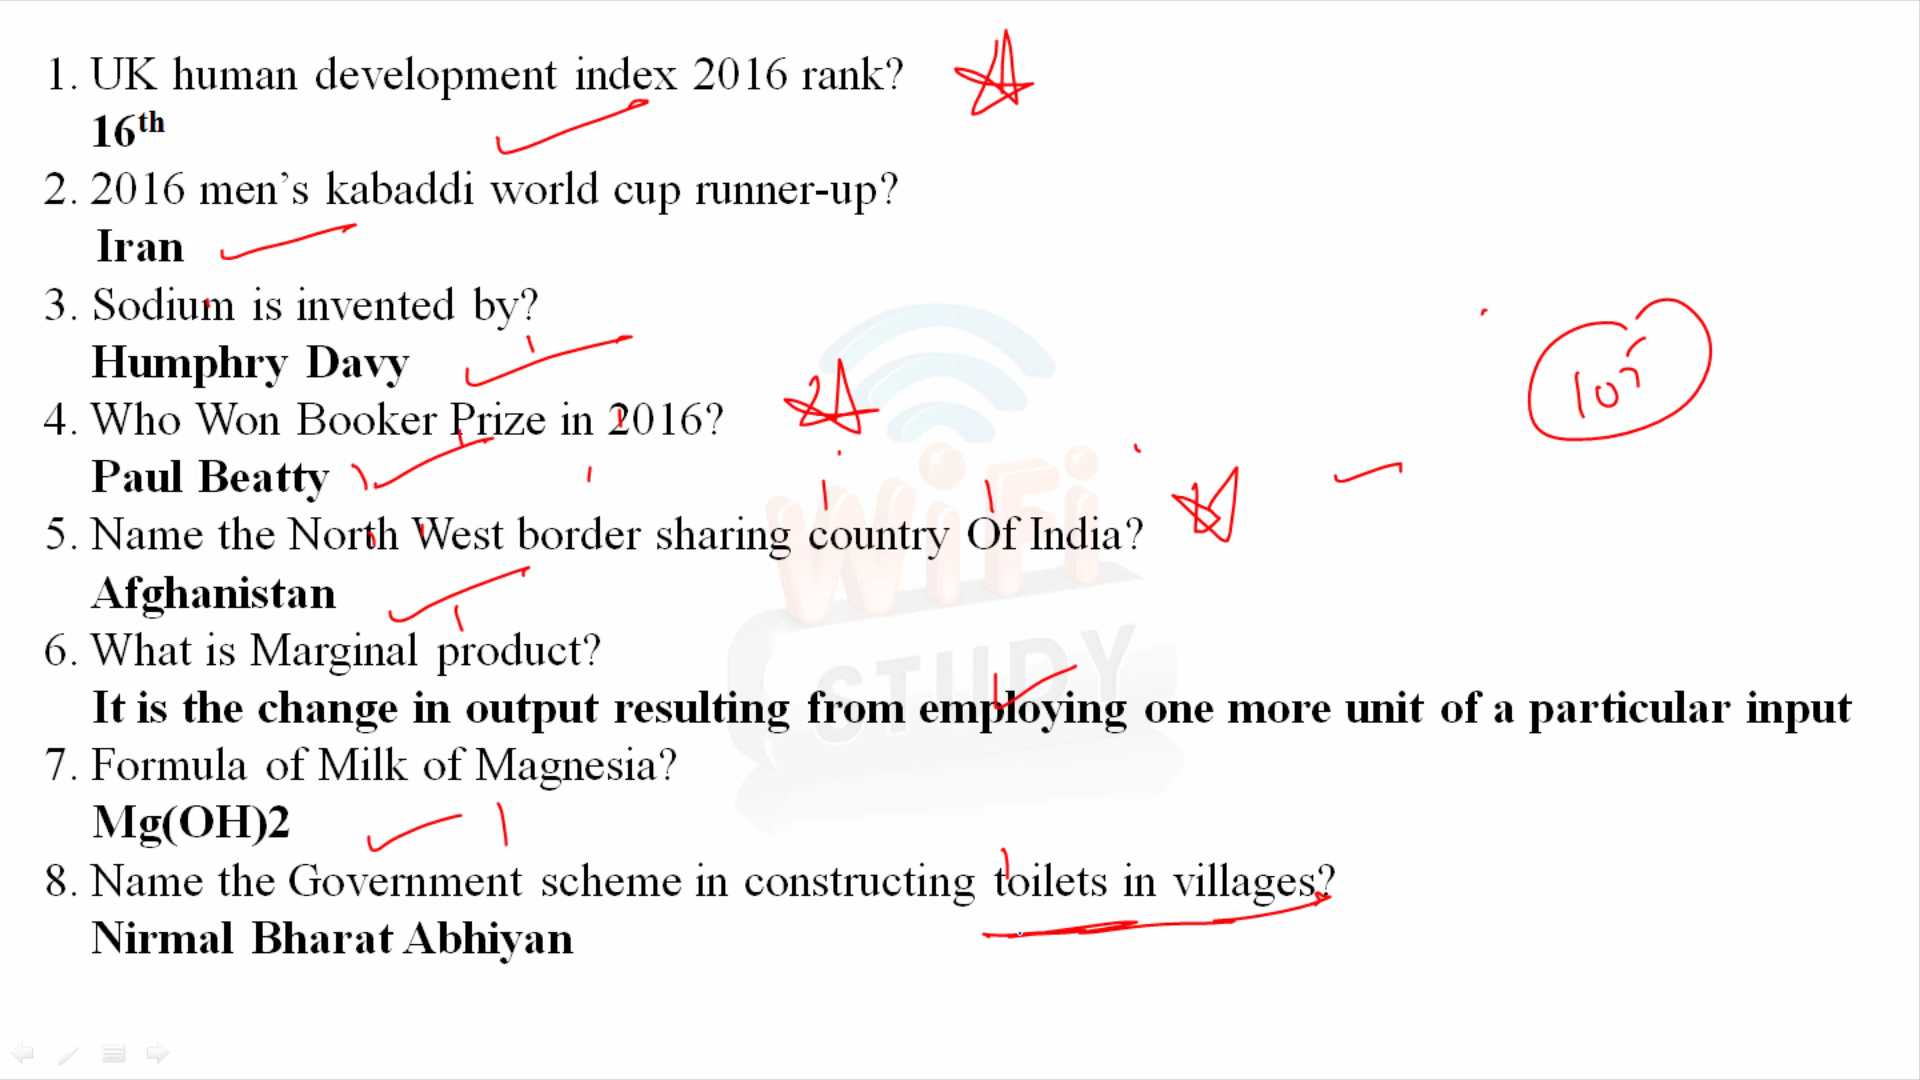 1. UK human development index 2016 rank?
16th
2. 2016 men's kabaddi world cup runner-up?
Iran
3. Sodium is invented by?
Humphry Davy
4. Who Won Booker Prize in 2016?
Paul Beatty
5. Name the North West border sharing country Of India?
Afghanistan
6. What is Marginal product?
It is the change in output resulting from employing one more unit of a particular input
7. Formula of Milk of Magnesia?
Mg(OH)2
8. Name the Government scheme in constructing toilets in villages?
Nirmal Bharat Abhiyan
WiFi
STUDY